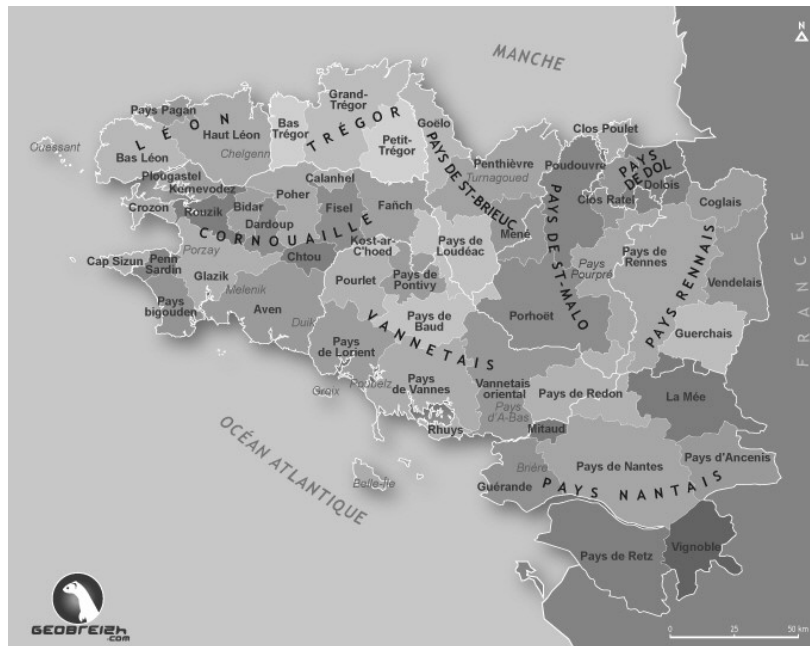 MANCHE
N
Grand-
Trégor
Pays Pagan
LÉON
Haut Léon
Bas
Trégor
TRÉGOR
Goëlo
Clos Poulet
Ouessant
Bas Léon
Chelgenn
Petit-
Trégor
PAYS DE ST-BRIEUC
Penthièvre
Turnagoued
Poudouvre
PAYS
DE DOL
Dolois
Plougastel
Kernevodez
Calanhel
Poher
Clos Ratel
Coglais
Crozon
Rouzik
Bidar
Dardoup
Fisel
Fañch
CORNOUAILLE
Mené
PAYS DE ST-MALO
Porzay
Kost-ar-
C'hoed
Pays de
Loudéac
Pays de
Rennes
PAYS RENNAIS
Cap Sizun
Penn
Sardin
Chtou
Pays
Pourpré
Vendelais
Glazik
Melenik
Pourlet
Pays de
Pontivy
Pays
bigouden
Aven
Duik
Pays de
Baud
Porhoët
Guerchais
FRANCE
VANNETAIS
Pays
de Lorient
Groix
Pays
de Vannes
Vannetais
oriental
Pays
d'A-Bas
Pays de Redon
La Mée
Rhuys
Mitaud
OCÉAN ATLANTIQUE
Belle-Ile
Guérande
Brière
Pays de Nantes
Pays d'Ancenis
PAYS NANTAIS
Pays de Retz
Vignoble
GEOBREIZH
.com
0 25 50 km